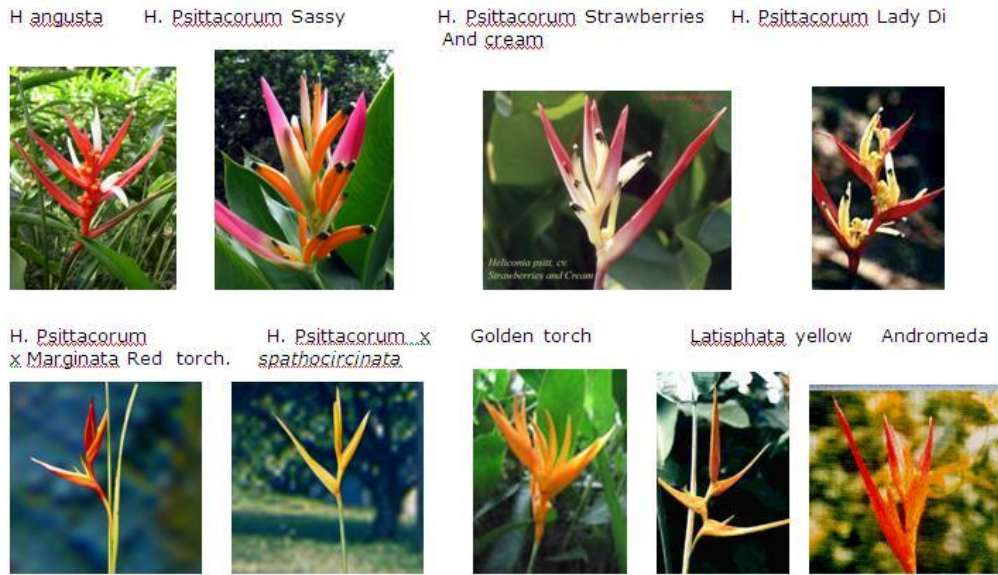 H angusta
H. Psittacorum Sassy
H. Psittacorum Strawberries
And cream
H. Psittacorum Lady Di
Heliconia psitt. cv.
Strawberries and Cream
H. Psittacorum
x Marginata Red torch.
H. Psittacorum x
spathocircinata
Golden torch
Latisphata yellow
Andromeda